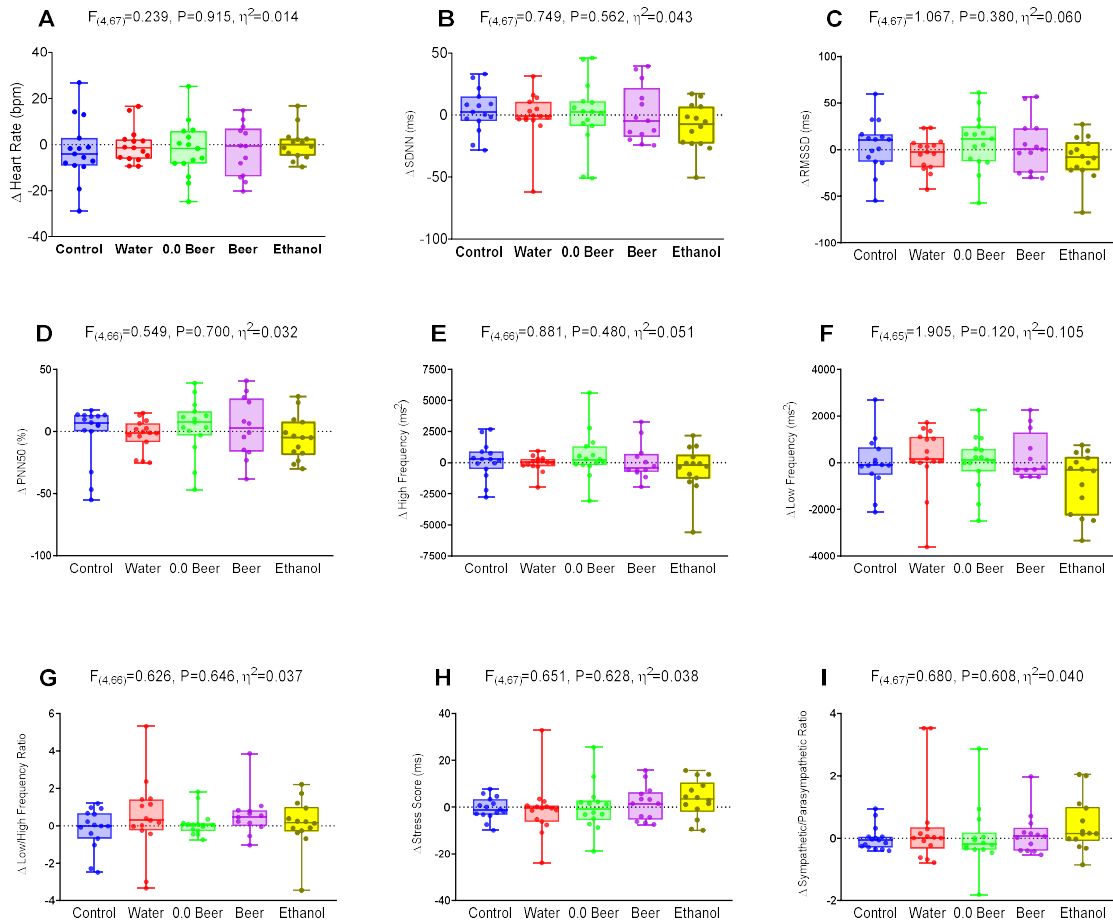 A
F(4,67)=0.239, P=0.915, η²=0.014
Δ Heart Rate (bpm)
40
20
0
-20
-40
Control Water 0.0 Beer Beer Ethanol
B
F(4,67)=0.749, P=0.562, η²=0.043
Δ SDNN (ms)
50
0
-50
-100
Control Water 0.0 Beer Beer Ethanol
C
F(4,67)=1.067, P=0.380, η²=0.060
Δ RMSSD (ms)
100
50
0
-50
-100
Control Water 0.0 Beer Beer Ethanol
D
F(4,66)=0.549, P=0.700, η²=0.032
Δ PNN50 (%)
50
0
-50
-100
Control Water 0.0 Beer Beer Ethanol
E
F(4,66)=0.881, P=0.480, η²=0.051
Δ High Frequency (ms²)
7500
5000
2500
0
-2500
-5000
-7500
Control Water 0.0 Beer Beer Ethanol
F
F(4,65)=1.905, P=0.120, η²=0.105
Δ Low Frequency (ms²)
4000
2000
0
-2000
-4000
Control Water 0.0 Beer Beer Ethanol
G
F(4,66)=0.626, P=0.646, η²=0.037
Δ Low/High Frequency Ratio
6
4
2
0
-2
-4
Control Water 0.0 Beer Beer Ethanol
H
F(4,67)=0.651, P=0.628, η²=0.038
Δ Stress Score (ms)
40
20
0
-20
-40
Control Water 0.0 Beer Beer Ethanol
I
F(4,67)=0.680, P=0.608, η²=0.040
Δ Sympathetic/Parasympathetic Ratio
4
2
0
-2
Control Water 0.0 Beer Beer Ethanol